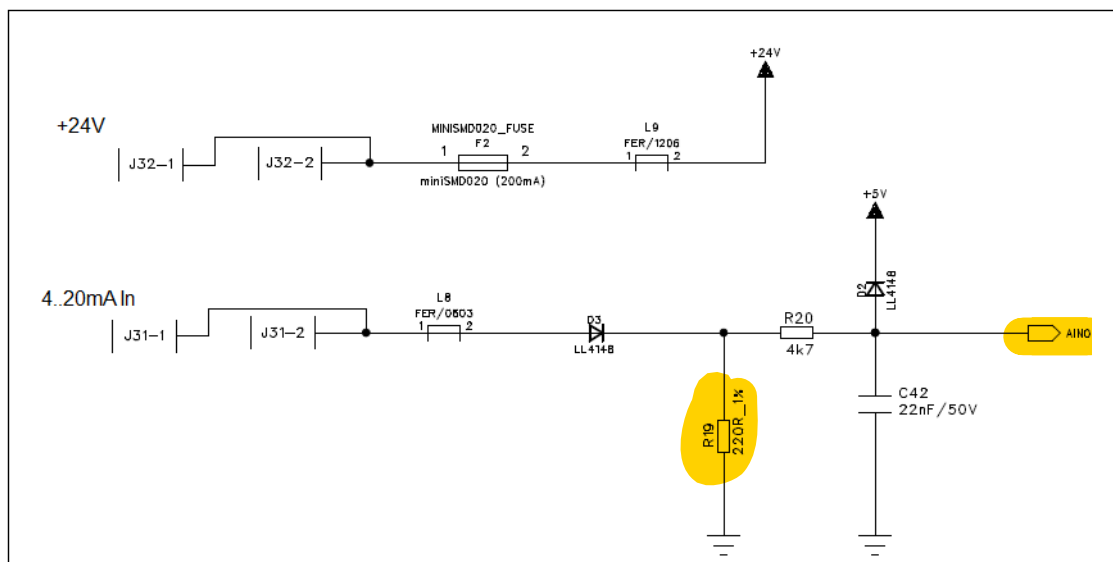 +24V
+24V
MINISMD020_FUSE
F2
1 2
miniSMD020 (200mA)
L9
FER/1206
1 2
J32-1
J32-2
+5V
D2
LL4148
4..20mA In
J31-1
J31-2
L8
FER/0603
1 2
D3
LL4148
R20
4k7
AIN0
R19
220R_1%
C42
22nF/50V